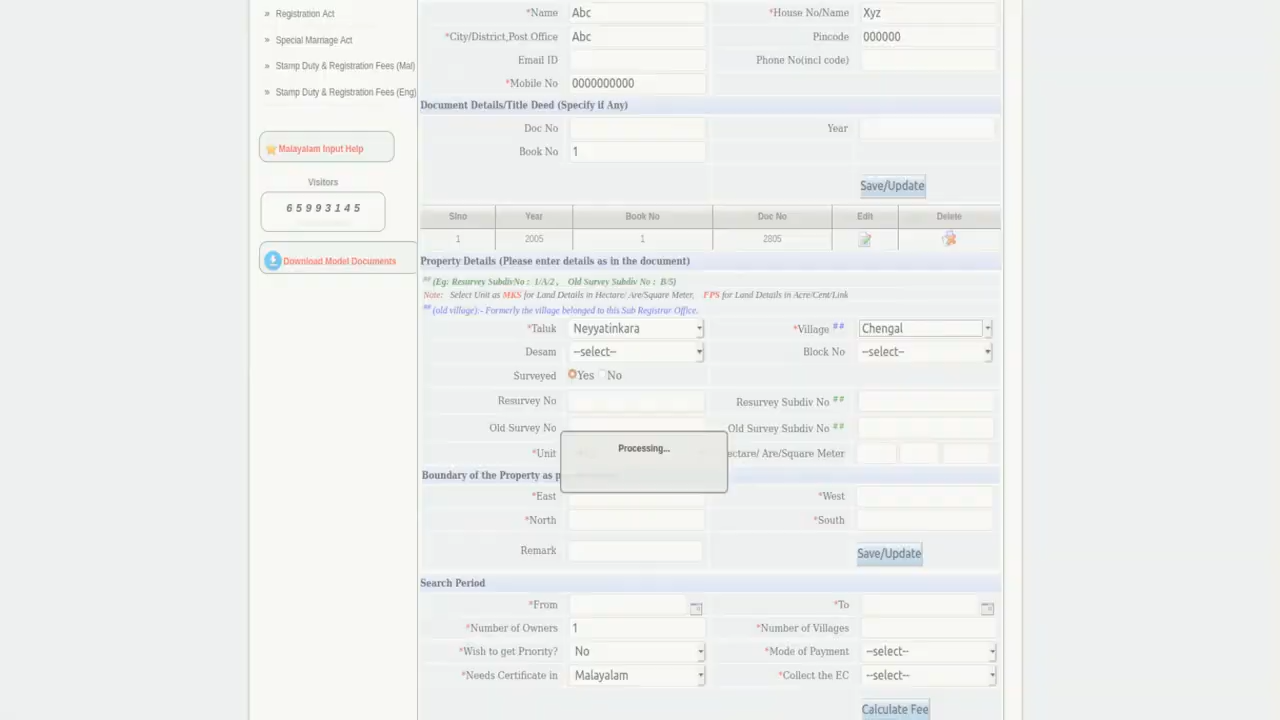 » Registration Act
» Special Marriage Act
» Stamp Duty & Registration Fees (Mal)
» Stamp Duty & Registration Fees (Eng)
Malayalam Input Help
Visitors
65993145
Download Model Documents
*Name Abc *House No/Name Xyz
*City/District,Post Office Abc Pincode 000000
Email ID Phone No(incl code)
*Mobile No 0000000000
Document Details/Title Deed (Specify if Any)
Doc No Year
Book No 1
Save/Update
Slno Year Book No Doc No Edit Delete
1 2005 1 2805
Property Details (Please enter details as in the document)
## (Eg: Resurvey SubdivNo : 1/A/2 , Old Survey Subdiv No : B/5)
Note: Select Unit as MKS for Land Details in Hectare/ Are/Square Meter, FPS for Land Details in Acre/Cent/Link
## (old village):- Formerly the village belonged to this Sub Registrar Office.
*Taluk Neyyatinkara *Village ## Chengal
Desam --select-- Block No --select--
Surveyed Yes No
Resurvey No Resurvey Subdiv No ##
Old Survey No Old Survey Subdiv No ##
Processing...
*Unit ectare/ Are/Square Meter
Boundary of the Property as p
*East *West
*North *South
Remark Save/Update
Search Period
*From *To
*Number of Owners 1 *Number of Villages
*Wish to get Priority? No *Mode of Payment --select--
*Needs Certificate in Malayalam *Collect the EC --select--
Calculate Fee